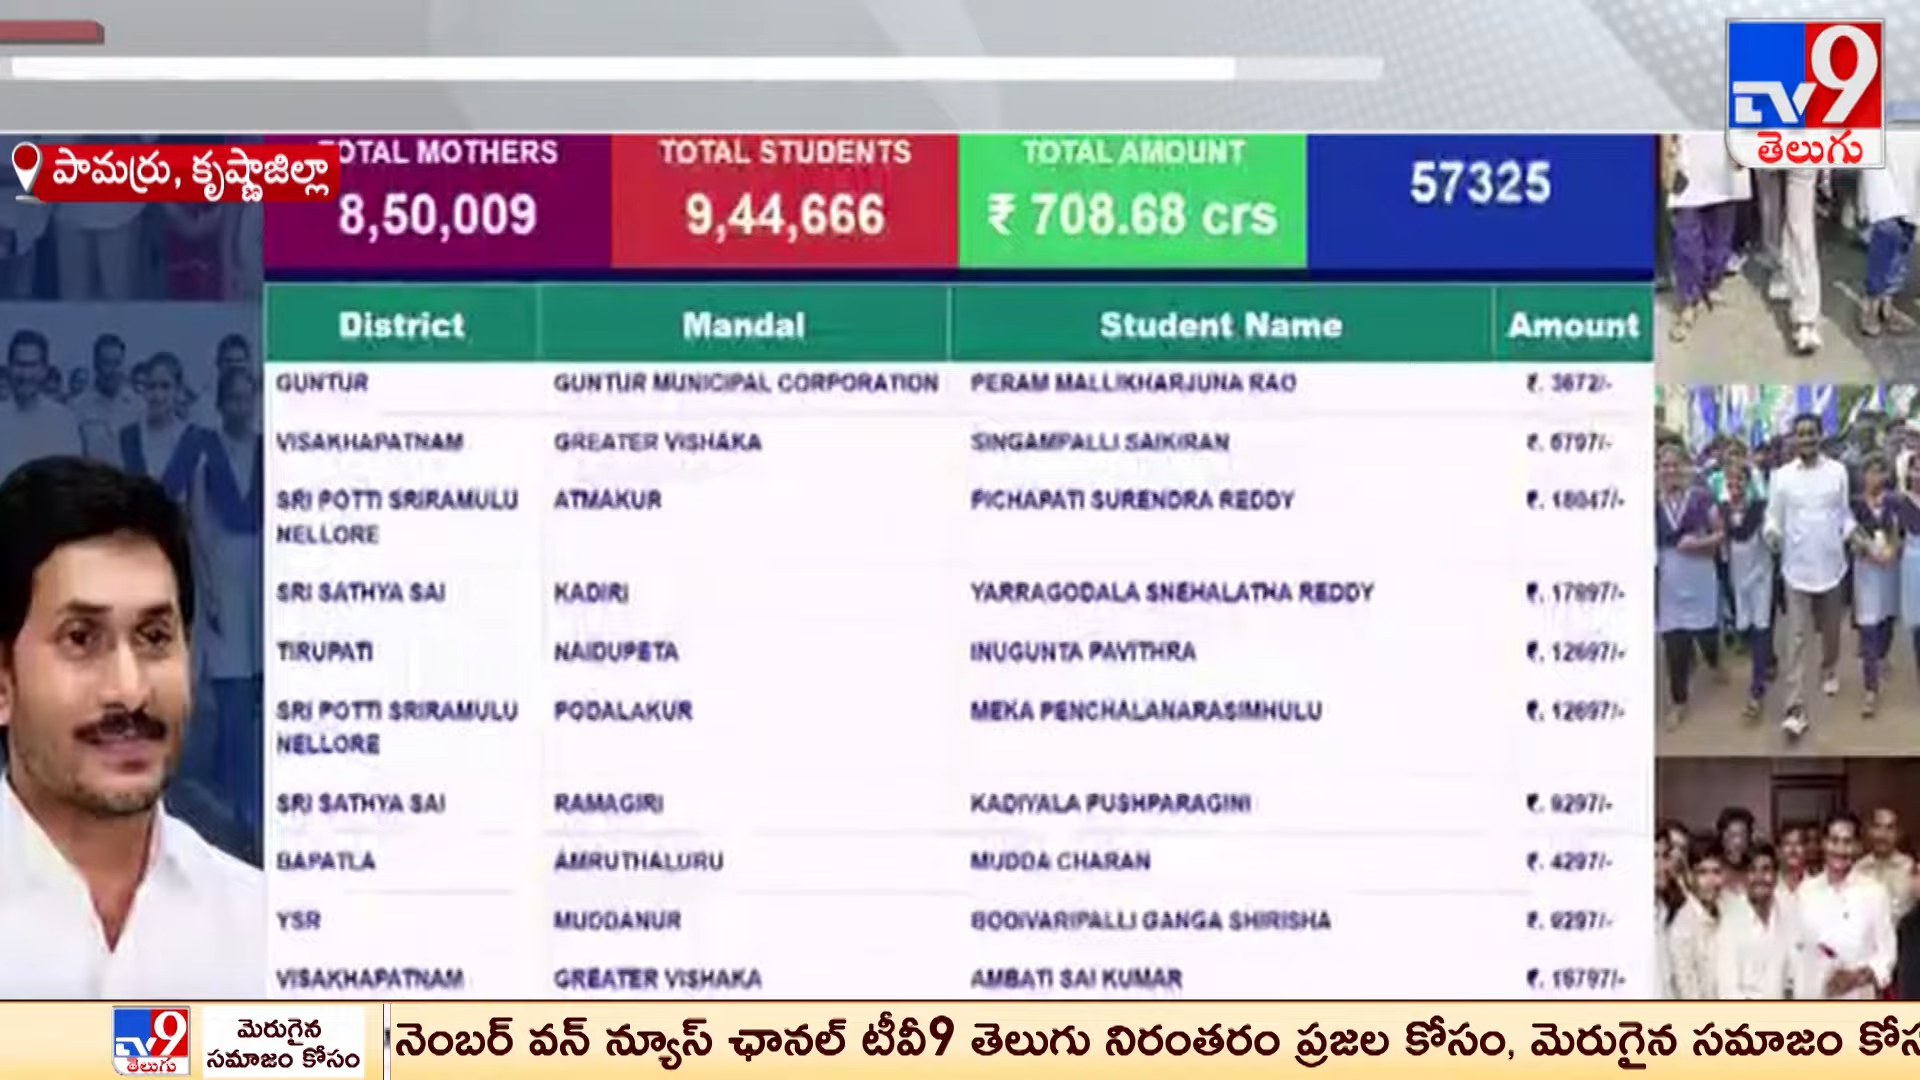 TV9
తెలుగు
పామర్రు, కృష్ణాజిల్లా
OTAL MOTHERS
8,50,009
TOTAL STUDENTS
9,44,666
TOTAL AMOUNT
₹ 708.68 crs
57325
District Mandal Student Name Amount
GUNTUR GUNTUR MUNICIPAL CORPORATION PERAM MALLIKHARJUNA RAO ₹. 3672/-
VISAKHAPATNAM GREATER VISHAKA SINGAMPALLI SAIKIRAN ₹. 6797/-
SRI POTTI SRIRAMULU ATMAKUR PICHAPATI SURENDRA REDDY ₹. 18047/-
NELLORE
SRI SATHYA SAI KADIRI YARRAGODALA SNEHALATHA REDDY
TIRUPATI NAIDUPETA INUGUNTA PAVITHRA ₹. 12697/-
SRI POTTI SRIRAMULU PODALAKUR MEKA PENCHALANARASIMHULU ₹. 12697/-
NELLORE
SRI SATHYA SAI RAMAGIRI KADIYALA PUSHPARAGINI ₹. 9297/-
BAPATLA AMRUTHALURU MUDDA CHARAN ₹. 4297/-
YSR MUDDANUR BODIVARIPALLI GANGA SHIRISHA ₹. 9297/-
VISAKHAPATNAM GREATER VISHAKA AMBATI SAI KUMAR ₹. 16797/-
TV9
తెలుగు
మెరుగైన
సమాజం కోసం
నెంబర్ వన్ న్యూస్ ఛానల్ టీవీ9 తెలుగు నిరంతరం ప్రజల కోసం, మెరుగైన సమాజం కోస